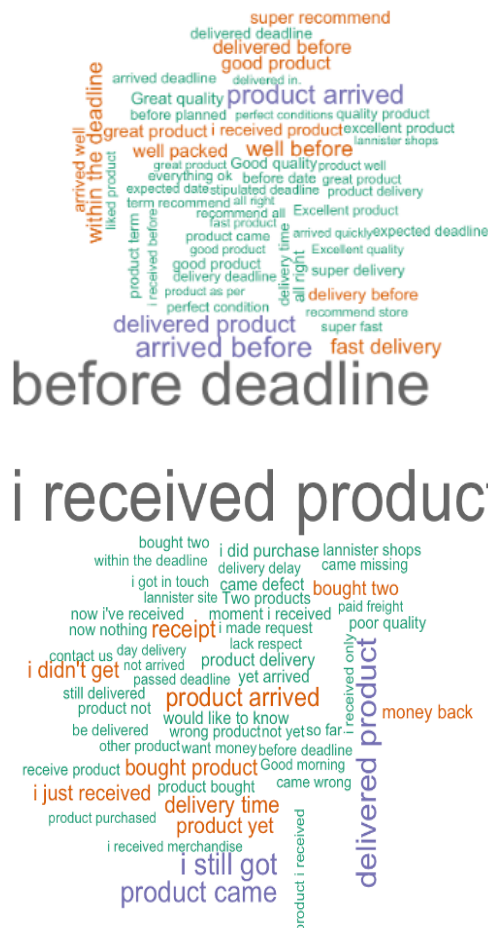 super recommend
delivered deadline
delivered before
good product
arrived deadline
delivered in.
Great quality
product arrived
before planned
perfect conditions
quality product
great product
i received product
excellent product
lannister shops
well packed
well before
arrived well
within the deadline
liked product
great product
Good quality
product well
everything ok
before date
great product
expected date
stipulated deadline
product delivery
term recommend
all right
recommend all
Excellent product
fast product
product term
i received before
product came
delivery time
all right
arrived quickly
expected deadline
good product
Excellent quality
good product
delivery deadline
super delivery
product as per
delivery before
perfect condition
recommend store
delivered product
super fast
arrived before
fast delivery
before deadline
i received product
bought two
i did purchase
lannister shops
within the deadline
delivery delay
came missing
i got in touch
came defect
bought two
lannister site
Two products
paid freight
now i've received
moment i received
poor quality
now nothing
receipt
i made request
lack respect
i received only
contact us
day delivery
product delivery
i didn't get
not arrived
passed deadline
yet arrived
delivered product
still delivered
product arrived
product not
money back
would like to know
be delivered
wrong product
not yet
so far
other product
want money
before deadline
receive product
bought product
Good morning
product bought
came wrong
i just received
delivery time
product purchased
product yet
product i received
i received merchandise
i still got
product came